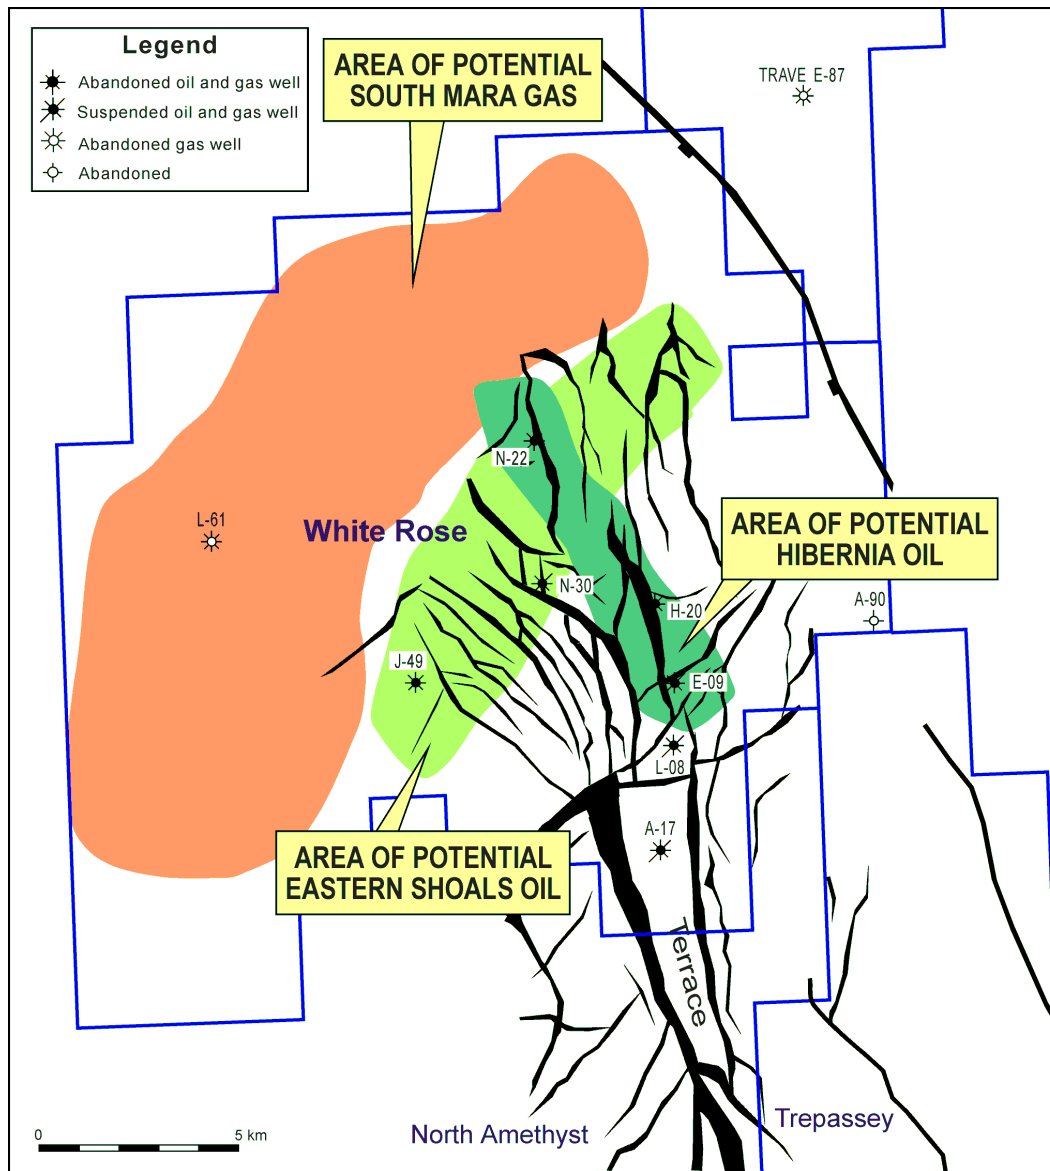 Legend
Abandoned oil and gas well
Suspended oil and gas well
Abandoned gas well
Abandoned
AREA OF POTENTIAL
SOUTH MARA GAS
TRAVE E-87
N-22
L-61
White Rose
AREA OF POTENTIAL
HIBERNIA OIL
N-30
H-20
A-90
J-49
E-09
L-08
A-17
AREA OF POTENTIAL
EASTERN SHOALS OIL
Terrace
North Amethyst
Trepassey
0
5 km